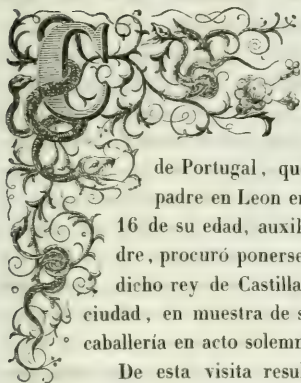 C
de Portugal, que
padre en Leon en
16 de su edad, auxil
dre, procuró ponerse
dicho rey de Castilla
ciudad, en muestra de s
caballería en acto solemn
De esta visita resu